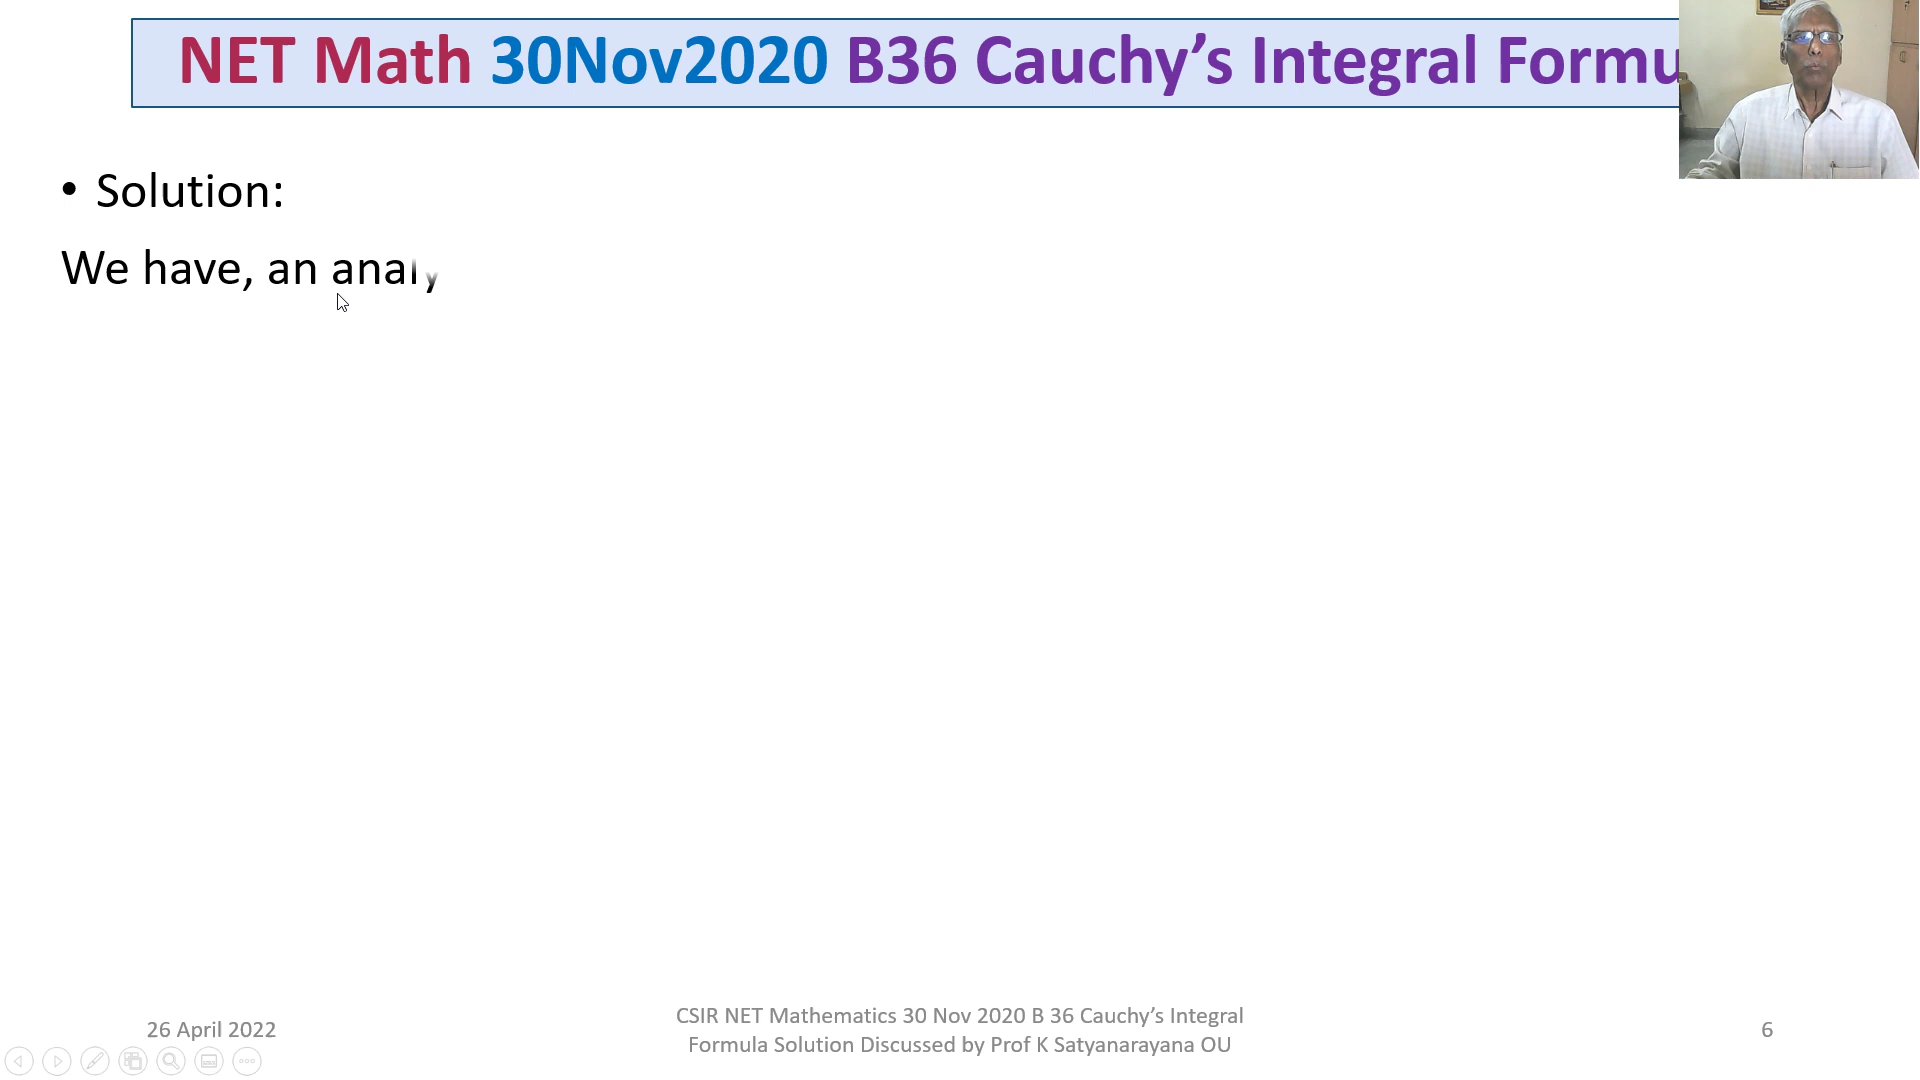 NET Math 30Nov2020 B36 Cauchy’s Integral Formu
• Solution:
We have, an analy
26 April 2022
CSIR NET Mathematics 30 Nov 2020 B 36 Cauchy’s Integral
Formula Solution Discussed by Prof K Satyanarayana OU
6